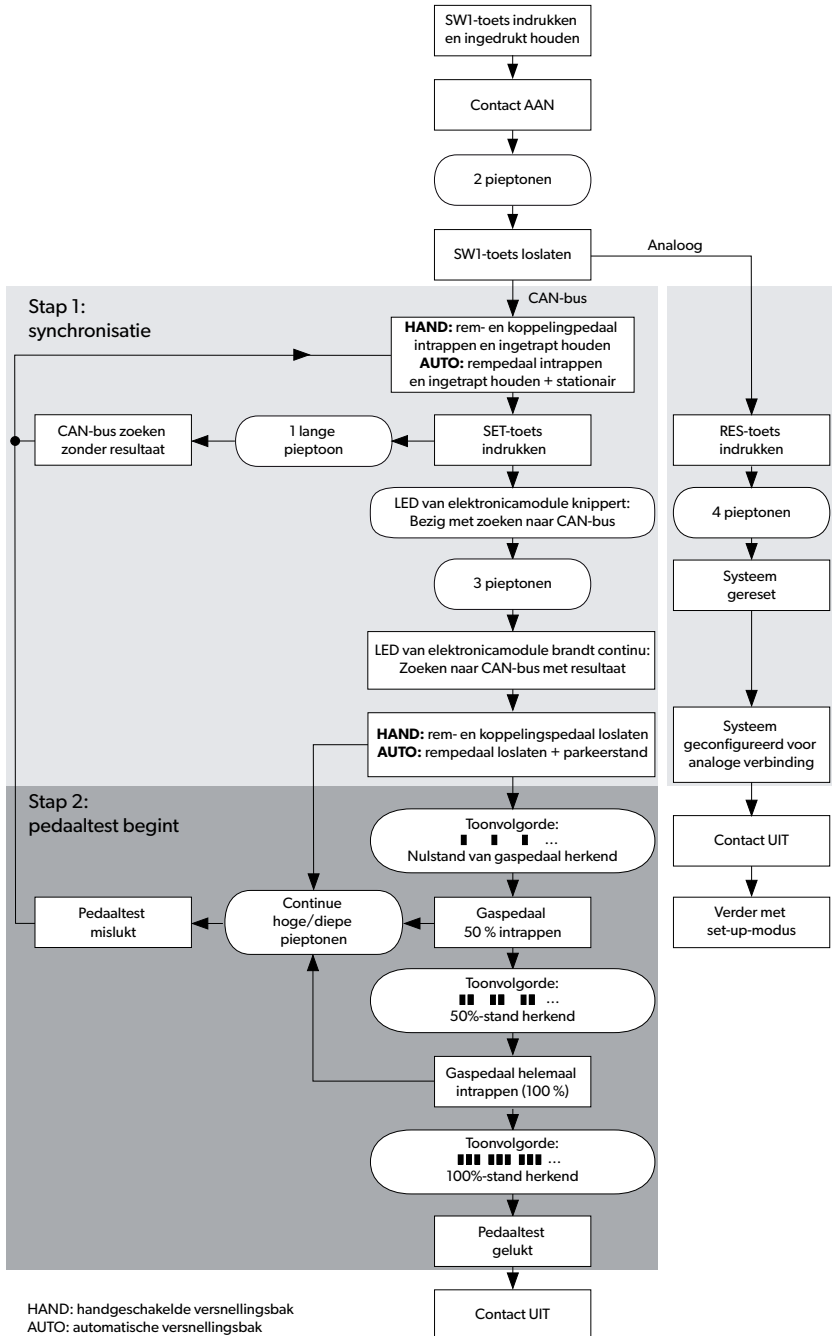 SW1-toets indrukken
en ingedrukt houden
Contact AAN
2 pieptonen
SW1-toets loslaten
Analoog
CAN-bus
Stap 1:
synchronisatie
HAND: rem- en koppelingpedaal
intrappen en ingetrapt houden
AUTO: rempedaal intrappen
en ingetrapt houden + stationair
CAN-bus zoeken
zonder resultaat
1 lange
pieptoon
SET-toets
indrukken
RES-toets
indrukken
LED van elektronicamodule knippert:
Bezig met zoeken naar CAN-bus
4 pieptonen
3 pieptonen
Systeem
gereset
LED van elektronicamodule brandt continu:
Zoeken naar CAN-bus met resultaat
HAND: rem- en koppelingspedaal loslaten
AUTO: rempedaal loslaten + parkeerstand
Systeem
geconfigureerd voor
analoge verbinding
Stap 2:
pedaaltest begint
Toonvolgorde:
...
Nulstand van gaspedaal herkend
Contact UIT
Pedaaltest
mislukt
Continue
hoge/diepe
pieptonen
Gaspedaal
50 % intrappen
Verder met
set-up-modus
Toonvolgorde:
...
50%-stand herkend
Gaspedaal helemaal
intrappen (100 %)
Toonvolgorde:
...
100%-stand herkend
Pedaaltest
gelukt
Contact UIT
HAND: handgeschakelde versnellingsbak
AUTO: automatische versnellingsbak